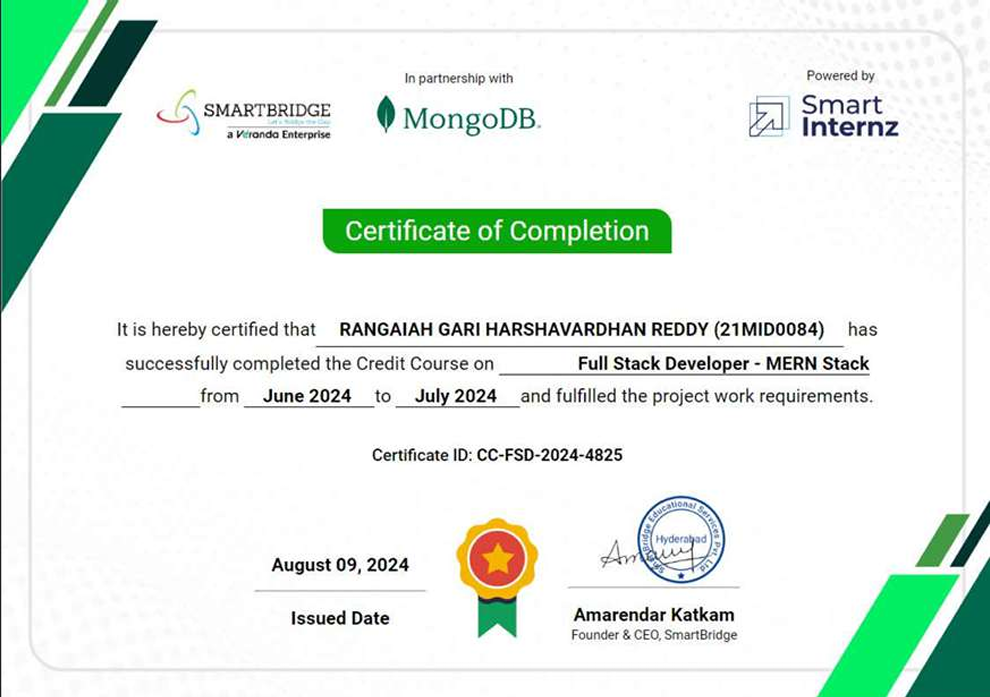 In partnership with
Powered by
SMARTBRIDGE
Let's Bridge the Gap
a Veranda Enterprise
MongoDB.
Smart
Internz
Certificate of Completion
It is hereby certified that RANGAIAH GARI HARSHAVARDHAN REDDY (21MID0084) has
successfully completed the Credit Course on Full Stack Developer - MERN Stack
from June 2024 to July 2024 and fulfilled the project work requirements.
Certificate ID: CC-FSD-2024-4825
SmartBridge Educational Services Pvt. Ltd
Hyderabad
August 09, 2024
Issued Date
Amarendar Katkam
Founder & CEO, SmartBridge